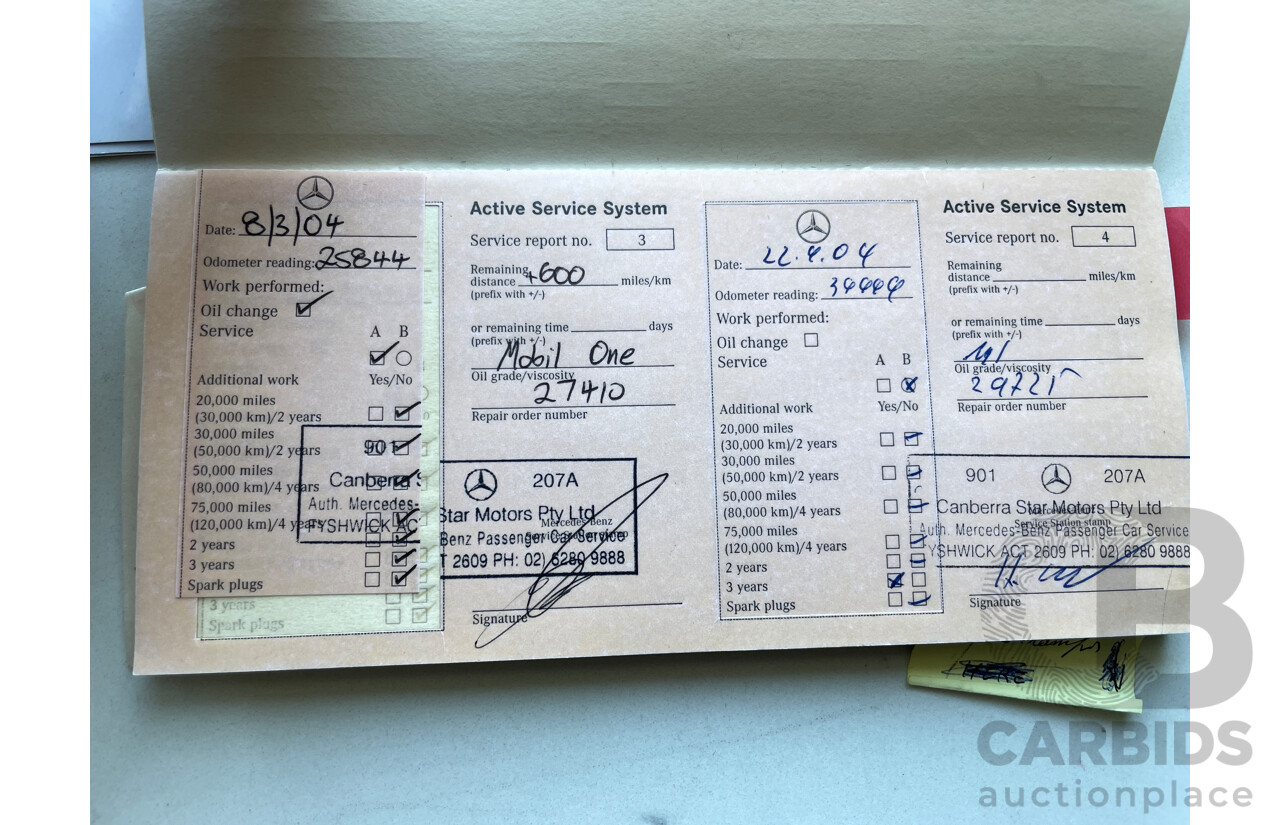 Date: 8/3/04
Odometer reading: 25844
Work performed:
Oil change
Service A B
Additional work Yes/No
20,000 miles
(30,000 km)/2 years
30,000 miles
(50,000 km)/2 years
50,000 miles
(80,000 km)/4 years
75,000 miles
(120,000 km)/4 years
2 years
3 years
Spark plugs
3 years
Spark plugs
901
Canberra S
Auth. Mercedes-
FYSHWICK AC
Active Service System
Service report no. 3
Remaining
distance +600 miles/km
(prefix with +/-)
or remaining time days
(prefix with +/-)
Mobil One
Oil grade/viscosity
27410
Repair order number
207A
Star Motors Pty Ltd
Mercedes-Benz
Benz Passenger Car Service
T 2609 PH: 02) 6280 9888
Signature
Date:
Odometer reading:
Work performed:
Oil change
Service A B
Additional work Yes/No
20,000 miles
(30,000 km)/2 years
30,000 miles
(50,000 km)/2 years
50,000 miles
(80,000 km)/4 years
75,000 miles
(120,000 km)/4 years
2 years
3 years
Spark plugs
Active Service System
Service report no. 4
Remaining
distance miles/km
(prefix with +/-)
or remaining time days
(prefix with +/-)
Oil grade/viscosity
Repair order number
901 207A
Canberra Star Motors Pty Ltd
Service Station stamp
Auth. Mercedes-Benz Passenger Car Service
YSHWICK ACT 2609 PH: 02) 6280 9888
Signature
B
CARBIDS
auctionplace